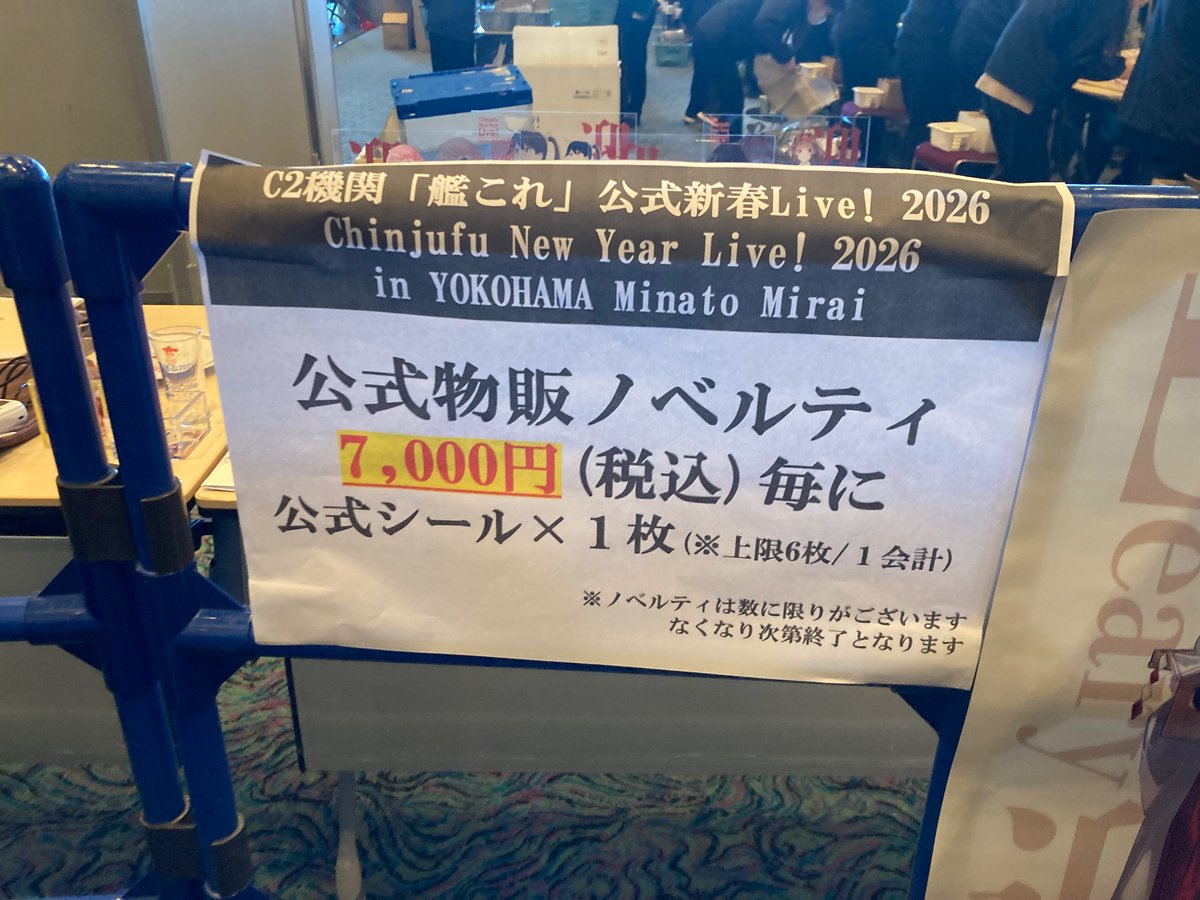 C2機関「艦これ」公式新春Live! 2026
Chinjufu New Year Live! 2026
in YOKOHAMA Minato Mirai
公式物販ノベルティ
7,000円(税込)毎に
公式シール×1枚(※上限6枚/1会計)
※ノベルティは数に限りがございます
なくなり次第終了となります
迎
迎
Deary